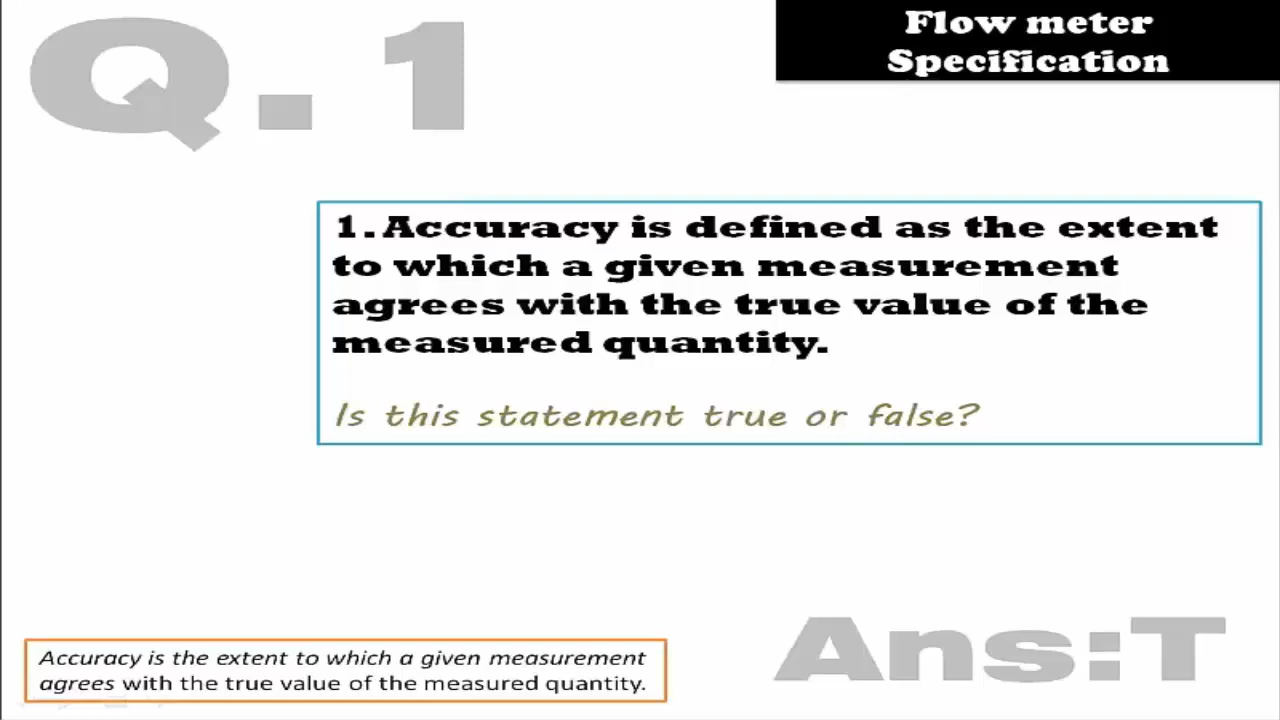 Q. 1
Flow meter
Specification
1. Accuracy is defined as the extent
to which a given measurement
agrees with the true value of the
measured quantity.
Is this statement true or false?
Ans:T
Accuracy is the extent to which a given measurement
agrees with the true value of the measured quantity.